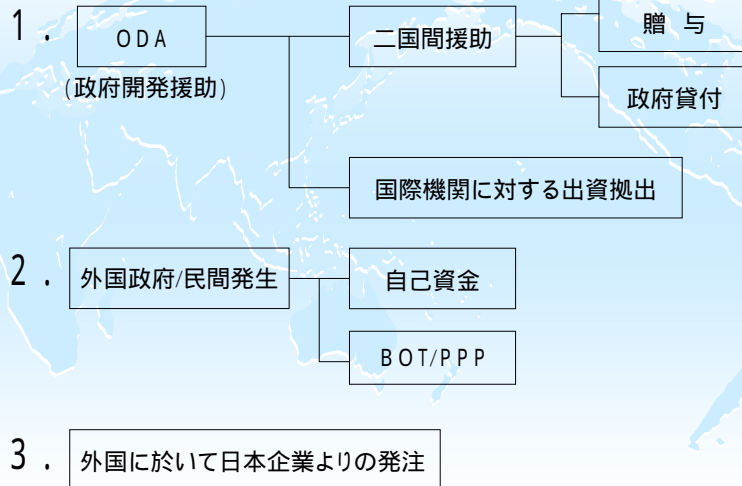 1. ODA 二国間援助 贈 与
(政府開発援助) 政府貸付
国際機関に対する出資拠出
2. 外国政府/民間発生 自己資金
BOT/PPP
3. 外国に於いて日本企業よりの発注